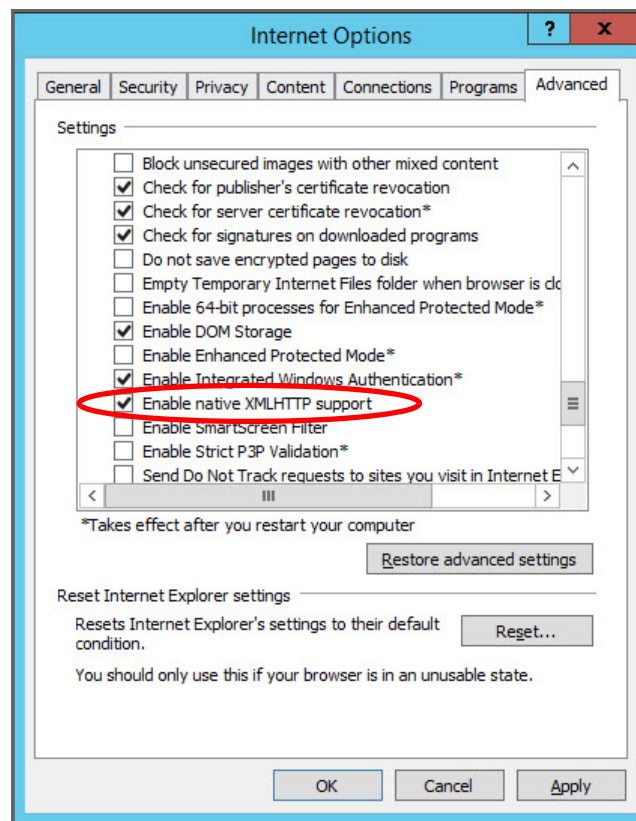 Internet Options
?
x
General Security Privacy Content Connections Programs Advanced
Settings
Block unsecured images with other mixed content
Check for publisher's certificate revocation
Check for server certificate revocation*
Check for signatures on downloaded programs
Do not save encrypted pages to disk
Empty Temporary Internet Files folder when browser is clo
Enable 64-bit processes for Enhanced Protected Mode*
Enable DOM Storage
Enable Enhanced Protected Mode*
Enable Integrated Windows Authentication*
Enable native XMLHTTP support
Enable SmartScreen Filter
Enable Strict P3P Validation*
Send Do Not Track requests to sites you visit in Internet E
*Takes effect after you restart your computer
Restore advanced settings
Reset Internet Explorer settings
Resets Internet Explorer's settings to their default
condition.
Reset...
You should only use this if your browser is in an unusable state.
OK Cancel Apply